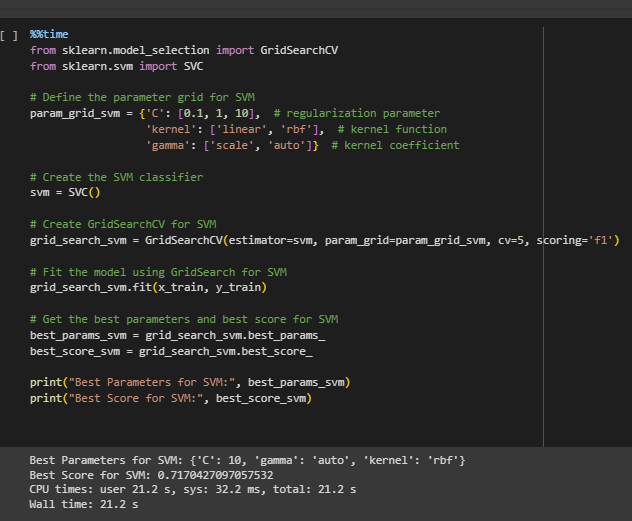 [ ] %%time
from sklearn.model_selection import GridSearchCV
from sklearn.svm import SVC

# Define the parameter grid for SVM
param_grid_svm = {'C': [0.1, 1, 10],  # regularization parameter
                  'kernel': ['linear', 'rbf'],  # kernel function
                  'gamma': ['scale', 'auto']}  # kernel coefficient

# Create the SVM classifier
svm = SVC()

# Create GridSearchCV for SVM
grid_search_svm = GridSearchCV(estimator=svm, param_grid=param_grid_svm, cv=5, scoring='f1')

# Fit the model using GridSearch for SVM
grid_search_svm.fit(x_train, y_train)

# Get the best parameters and best score for SVM
best_params_svm = grid_search_svm.best_params_
best_score_svm = grid_search_svm.best_score_

print("Best Parameters for SVM:", best_params_svm)
print("Best Score for SVM:", best_score_svm)

Best Parameters for SVM: {'C': 10, 'gamma': 'auto', 'kernel': 'rbf'}
Best Score for SVM: 0.7170427097057532
CPU times: user 21.2 s, sys: 32.2 ms, total: 21.2 s
Wall time: 21.2 s